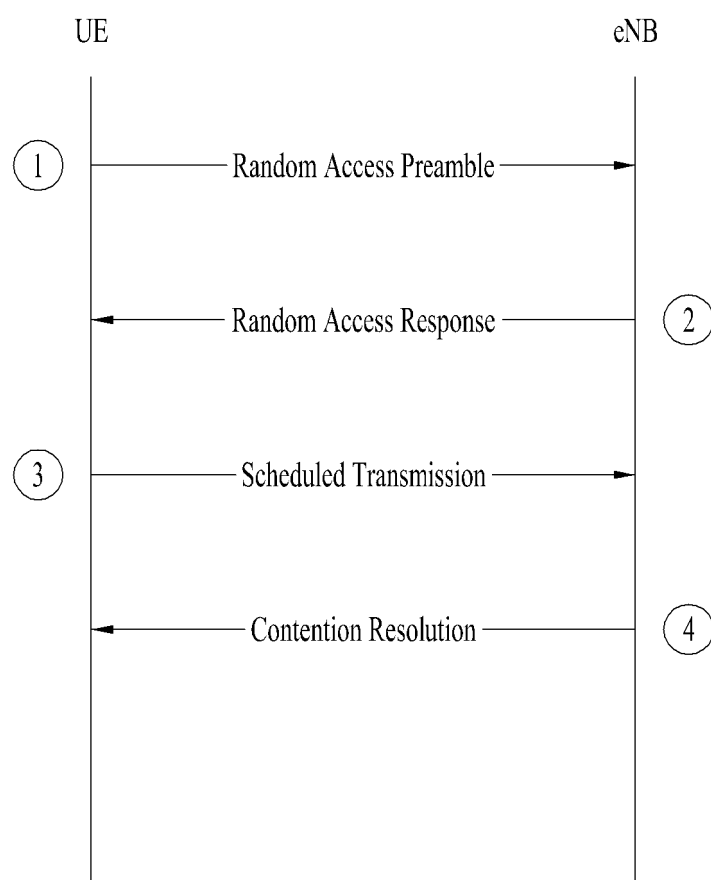 UE eNB
1 Random Access Preamble
Random Access Response 2
3 Scheduled Transmission
Contention Resolution 4